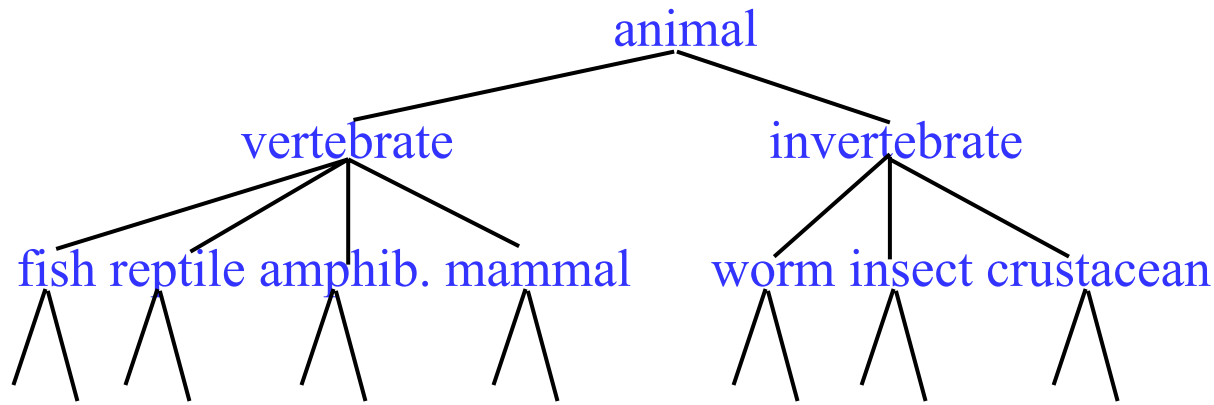 animal
vertebrate invertebrate
fish reptile amphib. mammal worm insect crustacean